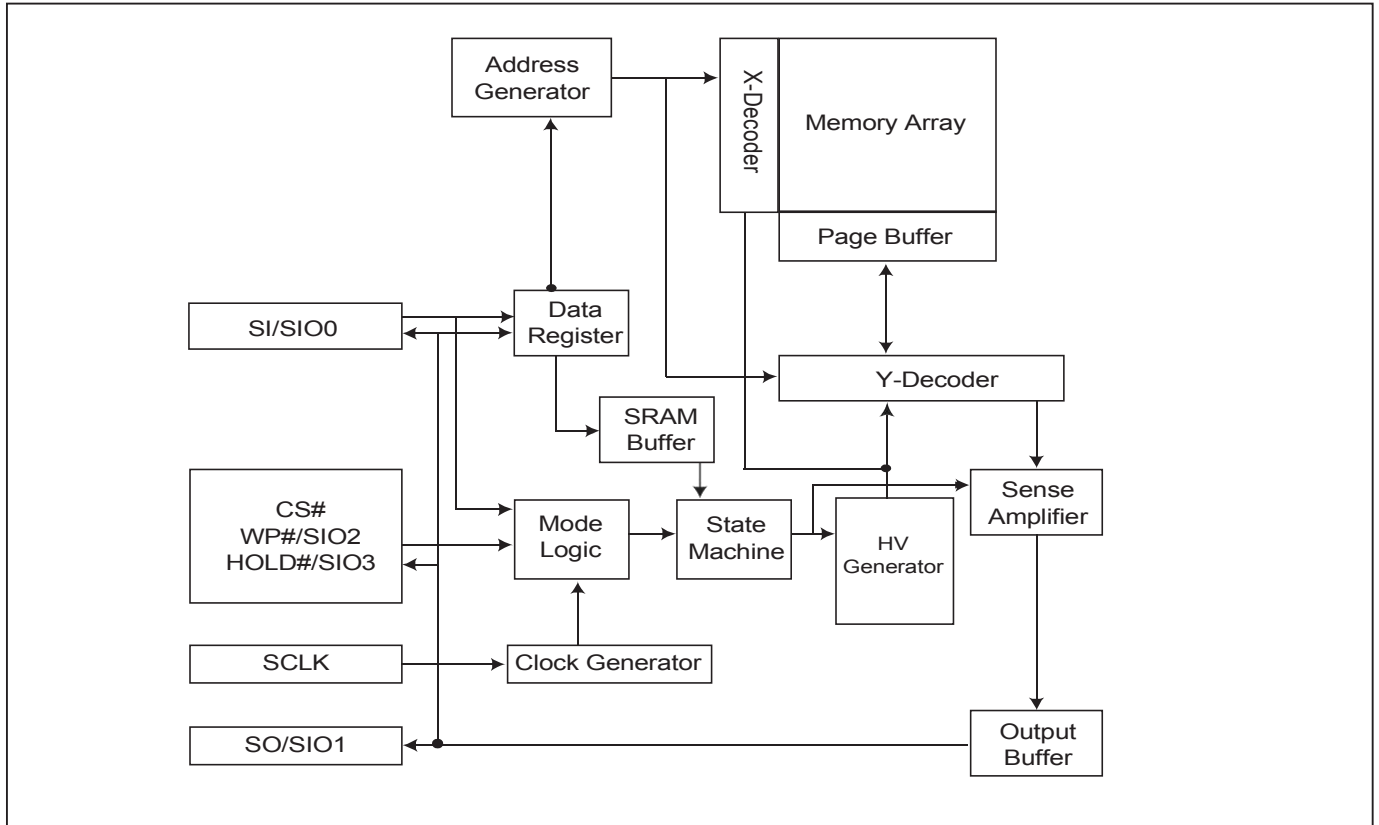 Address
Generator
X-Decoder
Memory Array
Page Buffer
SI/SIO0
Data
Register
Y-Decoder
SRAM
Buffer
CS#
WP#/SIO2
HOLD#/SIO3
Mode
Logic
State
Machine
HV
Generator
Sense
Amplifier
SCLK
Clock Generator
SO/SIO1
Output
Buffer